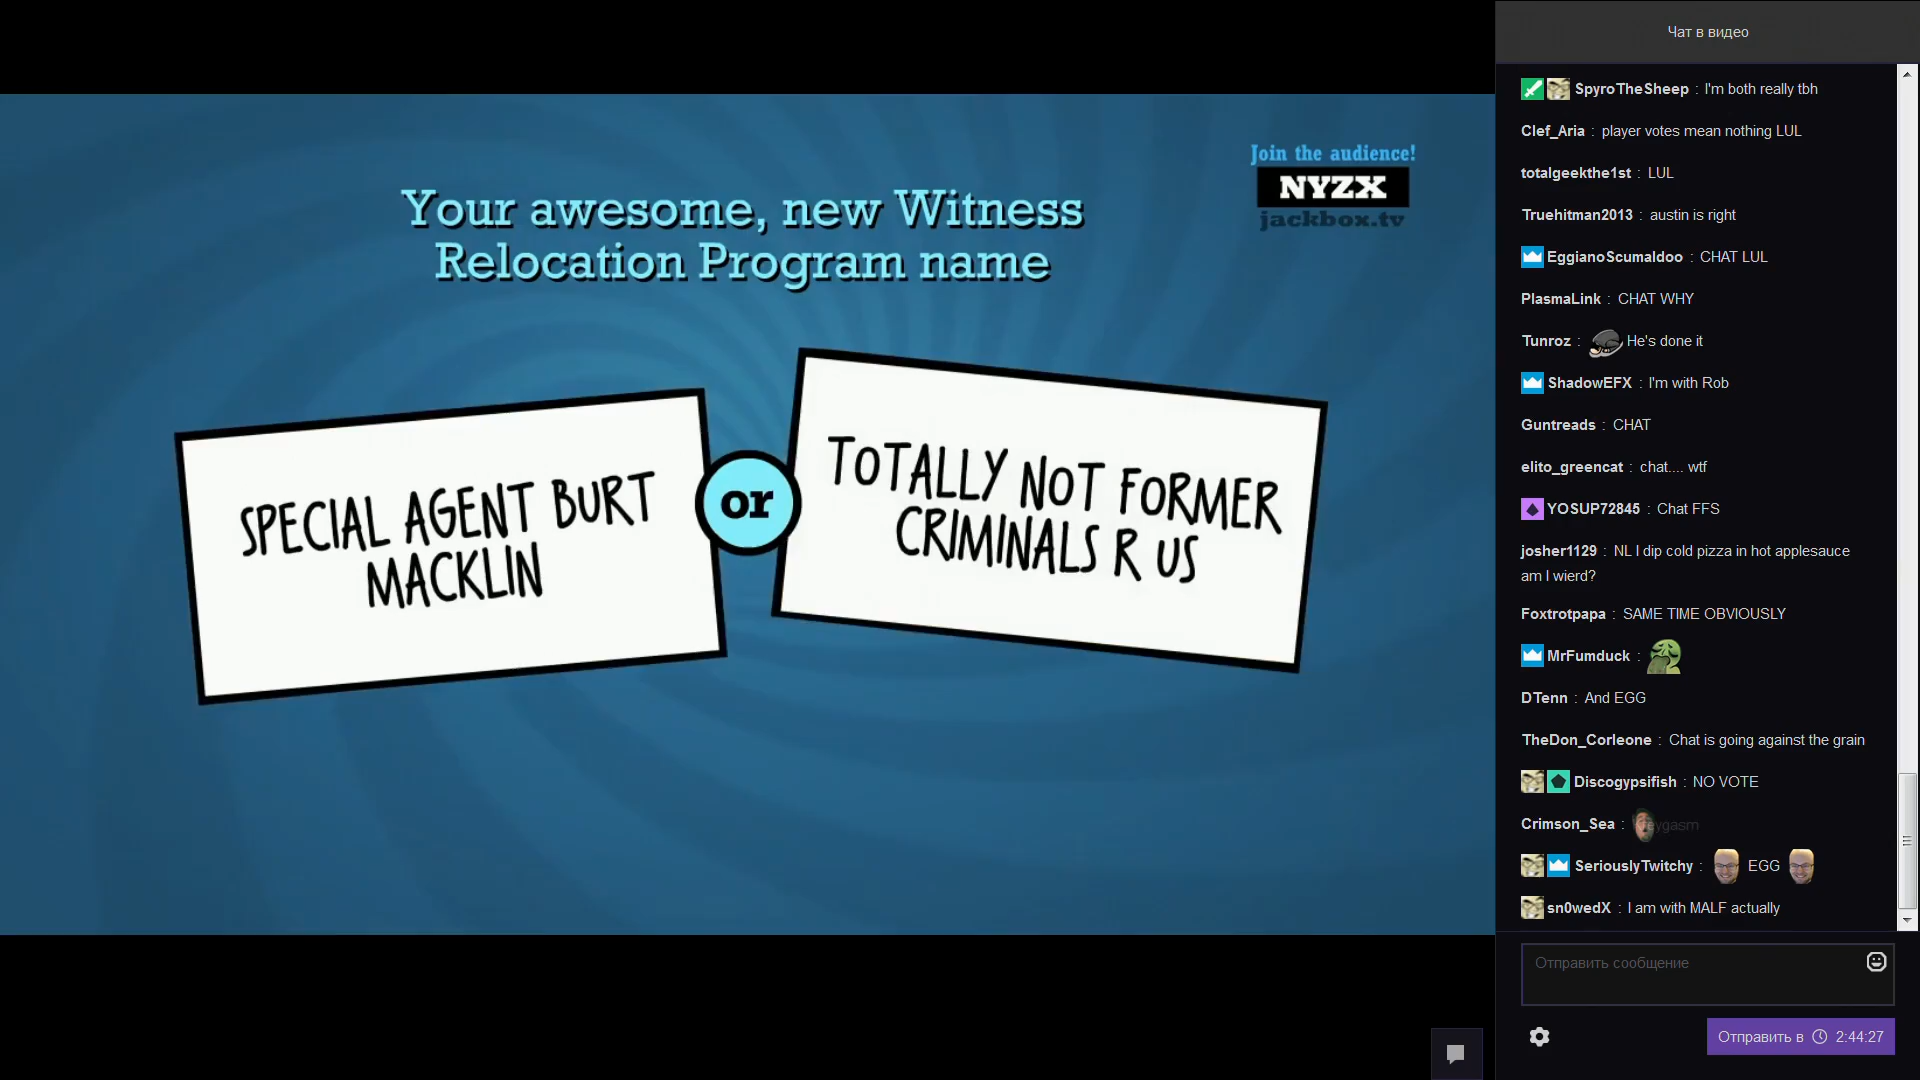 Your awesome, new Witness
Relocation Program name
Join the audience!
NYZX
jackbox.tv
SPECIAL AGENT BURT
MACKLIN
or
TOTALLY NOT FORMER
CRIMINALS R US
Чат в видео
SpyroTheSheep : I'm both really tbh
Clef_Aria : player votes mean nothing LUL
totalgeekthe1st : LUL
Truehitman2013 : austin is right
EggianoScumaldoo : CHAT LUL
PlasmaLink : CHAT WHY
Tunroz : He's done it
ShadowEFX : I'm with Rob
Guntreads : CHAT
elito_greencat : chat.... wtf
YOSUP72845 : Chat FFS
josher1129 : NL I dip cold pizza in hot applesauce
am I wierd?
Foxtrotpapa : SAME TIME OBVIOUSLY
MrFumduck :
DTenn : And EGG
TheDon_Corleone : Chat is going against the grain
Discogypsifish : NO VOTE
Crimson_Sea :
SeriouslyTwitchy : EGG
sn0wedX : I am with MALF actually
Отправить сообщение
Отправить в 2:44:27